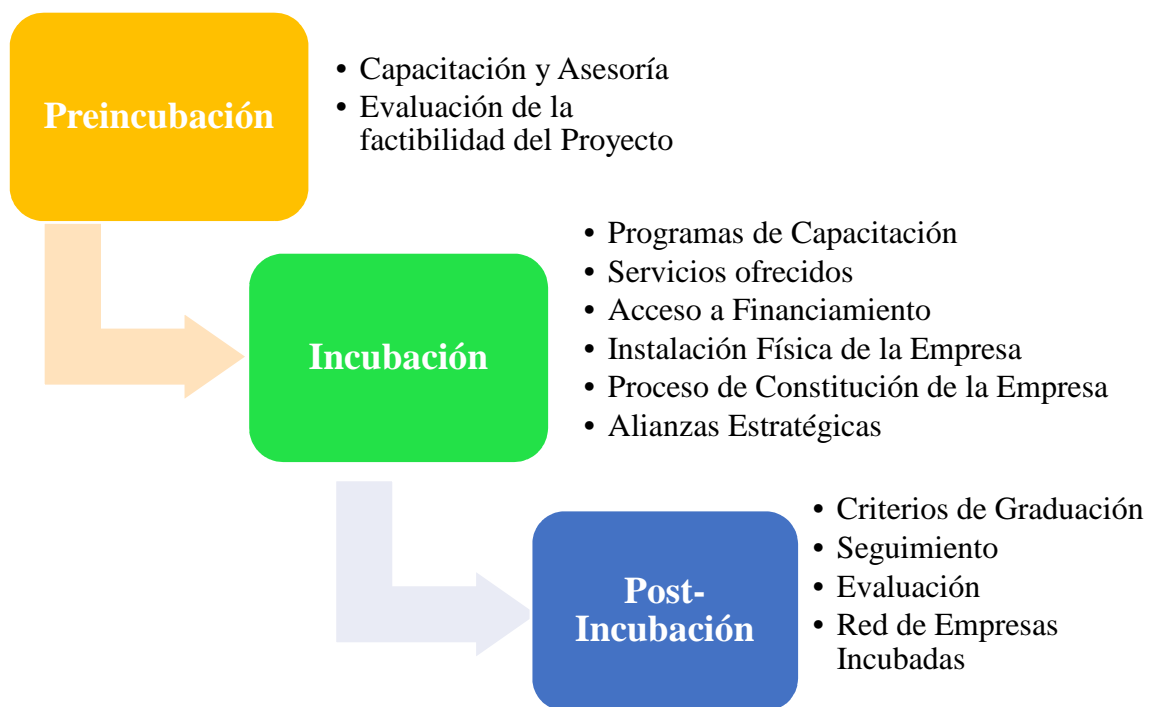 Preincubación
• Capacitación y Asesoría
• Evaluación de la
factibilidad del Proyecto
Incubación
• Programas de Capacitación
• Servicios ofrecidos
• Acceso a Financiamiento
• Instalación Física de la Empresa
• Proceso de Constitución de la Empresa
• Alianzas Estratégicas
Post-
Incubación
• Criterios de Graduación
• Seguimiento
• Evaluación
• Red de Empresas
Incubadas